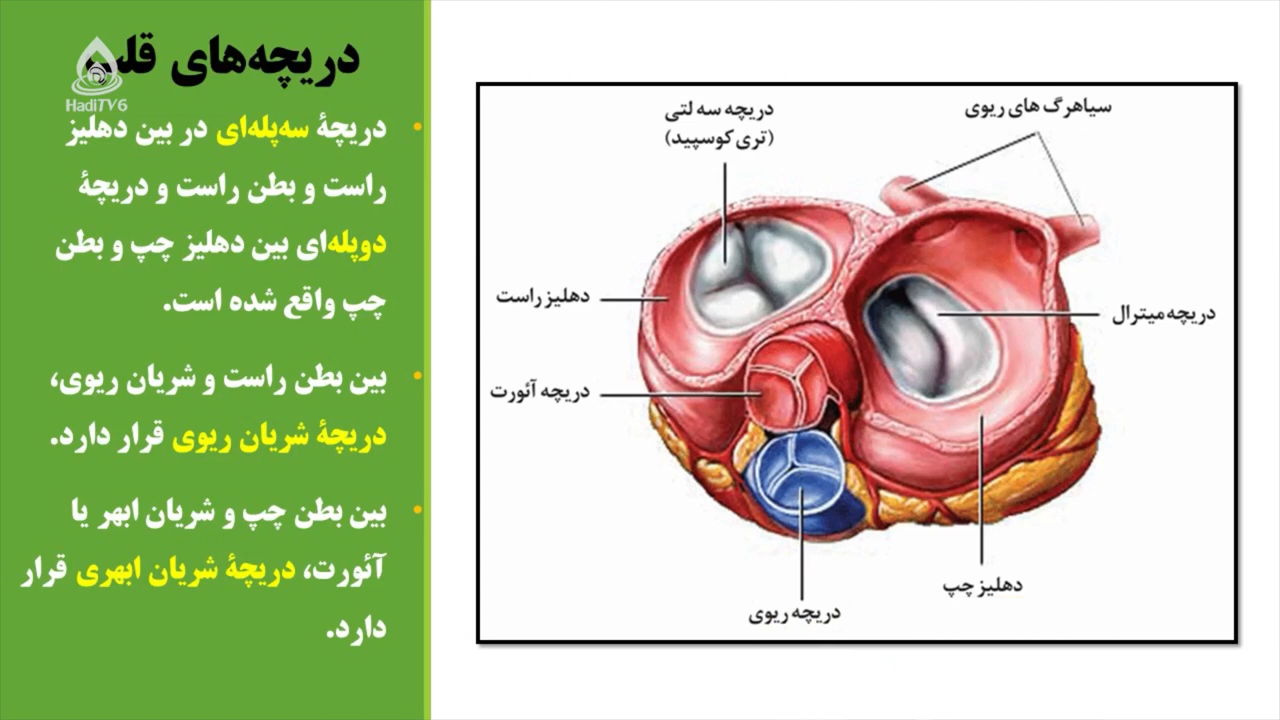 دریچه‌های قلب
HadiTV6
• دریچهٔ سه‌پله‌ای در بین دهلیز
راست و بطن راست و دریچهٔ
دوپله‌ای بین دهلیز چپ و بطن
چپ واقع شده است.
• بین بطن راست و شریان ریوی،
دریچهٔ شریان ریوی قرار دارد.
• بین بطن چپ و شریان ابهر یا
آئورت، دریچهٔ شریان ابهری قرار
دارد.
سیاهرگ های ریوی
دریچه سه لتی
(تری کوسپید)
دهلیز راست
دریچه میترال
دریچه آئورت
دهلیز چپ
دریچه ریوی